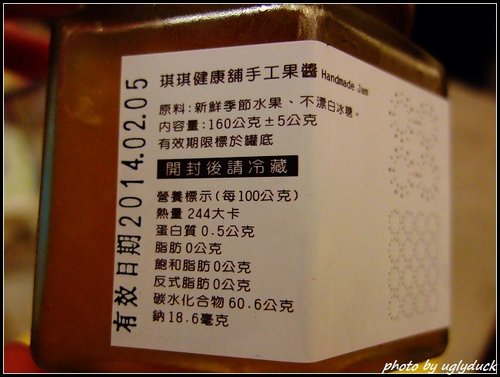 琪琪健康舖手工果醬 Handmade Jam
原料:新鮮季節水果、不漂白冰糖。
內容量:160公克±5公克
有效期限標於罐底
開封後請冷藏
營養標示(每100公克)
熱量 244大卡
蛋白質 0.5公克
脂肪 0公克
飽和脂肪 0公克
反式脂肪 0公克
碳水化合物 60.6公克
鈉 18.6毫克
有效日期2014.02.05
photo by uglyduck